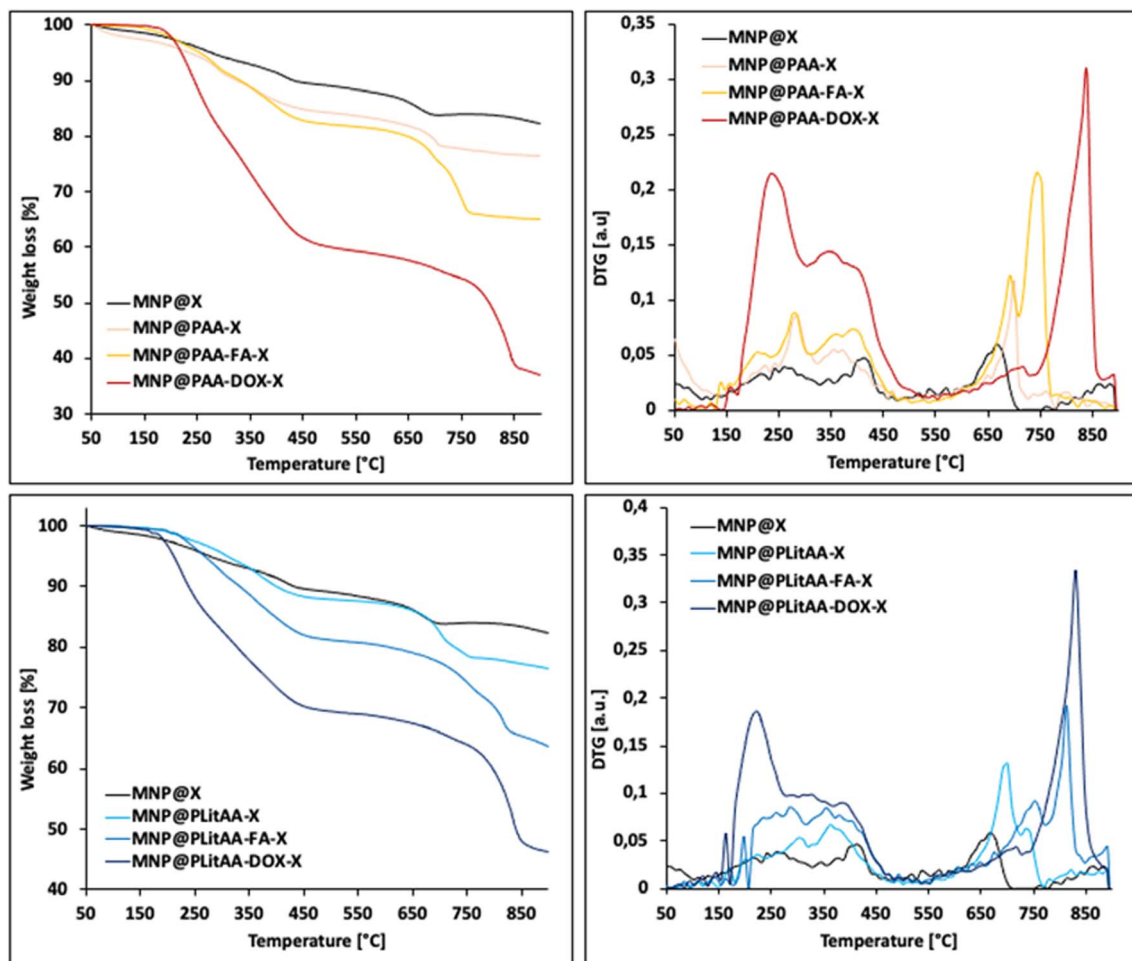 100
90
80
70
60
50
40
30
Weight loss [%]
MNP@X
MNP@PAA-X
MNP@PAA-FA-X
MNP@PAA-DOX-X
50 150 250 350 450 550 650 750 850
Temperature [°C]
0,35
0,3
0,25
0,2
0,15
0,1
0,05
0
DTG [a.u]
MNP@X
MNP@PAA-X
MNP@PAA-FA-X
MNP@PAA-DOX-X
50 150 250 350 450 550 650 750 850
Temperature [°C]
100
90
80
70
60
50
40
Weight loss [%]
MNP@X
MNP@PLitAA-X
MNP@PLitAA-FA-X
MNP@PLitAA-DOX-X
50 150 250 350 450 550 650 750 850
Temperature [°C]
0,4
0,35
0,3
0,25
0,2
0,15
0,1
0,05
0
DTG [a.u.]
MNP@X
MNP@PLitAA-X
MNP@PLitAA-FA-X
MNP@PLitAA-DOX-X
50 150 250 350 450 550 650 750 850
Temperature [°C]